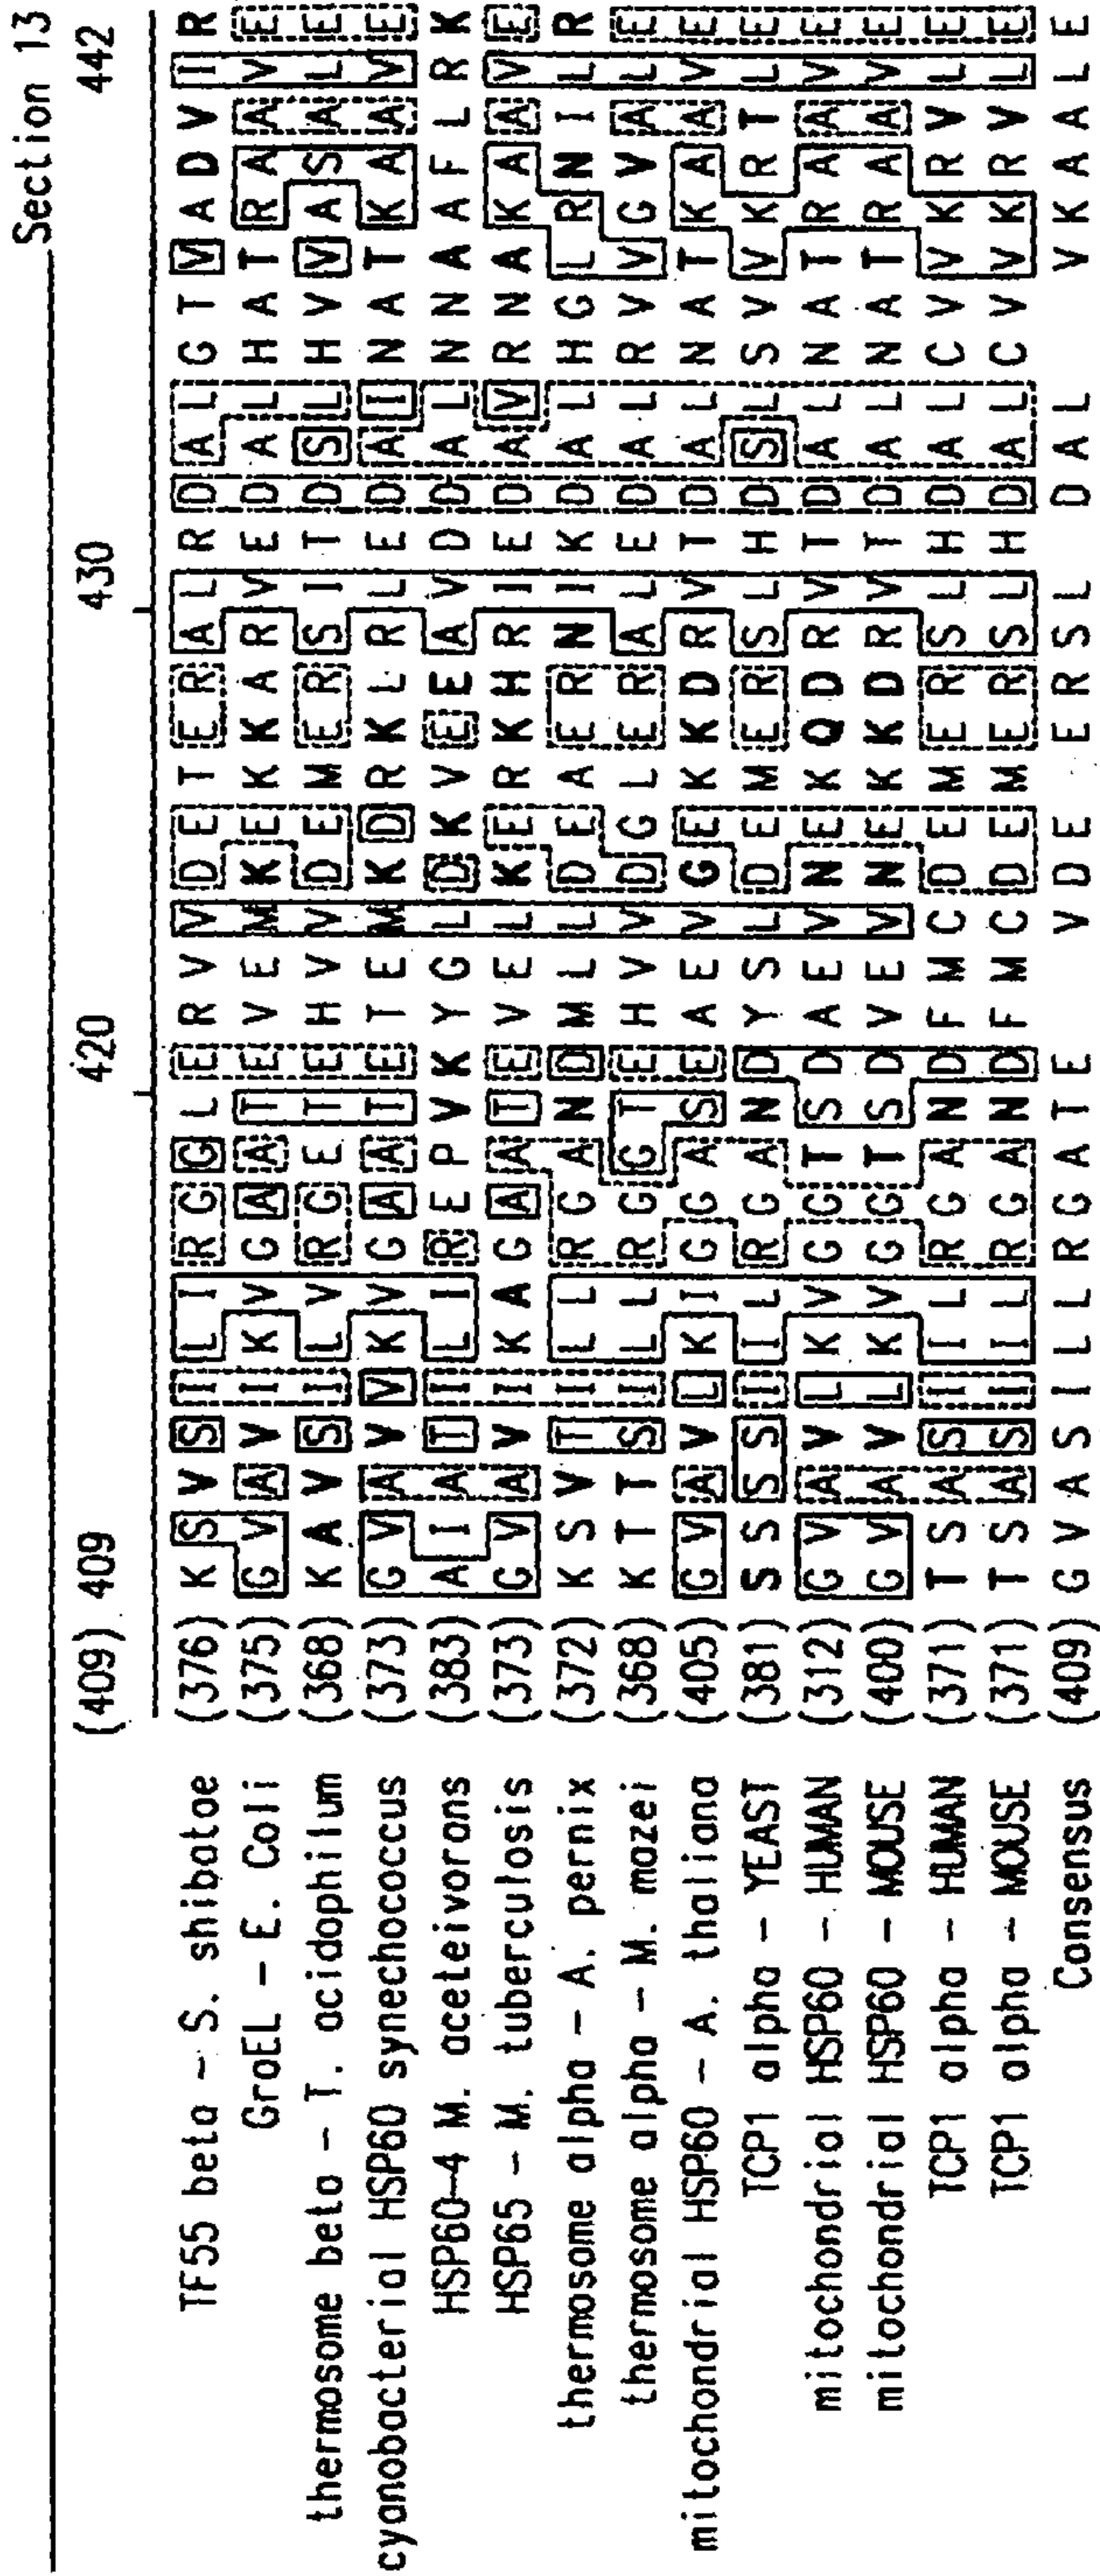 Section 13
(409) 409 420 430 442
TF55 beta - S. shibatoe (376) K S V S I L I R G G L E R V V D E T E R A L R D A L G T V A D V I R
GroEL - E. Coli (375) G V A V I K V G A A T E V E M K E K K A R V E D A L H A T R A A V E
thermosome beta - T. acidophilum (368) K A V S I L V R G E T E H V V D E M E R S I T D S L H V V A S A L E
cyanobacterial HSP60 synechococcus (373) G V A V V K V G A A T E T E M K D R K L R L E D A I N A T K A A V E
HSP60-4 M. aceteivorons (383) A I A T I L I R E P V K Y G L D K V E E A V D D A L N N A A F L R K
HSP65 - M. tuberculosis (373) G V A V I K A G A A T E V E L K E R K H R I E D A V R N A K A A V E
thermosome alpha - A. pernix (372) K S V T I L L R G A N D M L L D E A E R N I K D A L H G L R N I L R
thermosome alpha - M. mazei (368) K T T S I L L R G G T E H V V D G L E R A L E D A L R V V G V A L E
mitochondrial HSP60 - A. thaliana (405) G V A V L K I G G A S E A E V G E K K D R V T D A L N A T K A A V E
TCP1 alpha - YEAST (381) S S S S I I L R G A N D Y S L D E M E R S L H D S L S V V K R T L E
mitochondrial HSP60 - HUMAN (312) G V A V L K V G G T S D A E V N E K Q D R V T D A L N A T R A A V E
mitochondrial HSP60 - MOUSE (400) G V A V L K V G G T S D V E V N E K K D R V T D A L N A T R A A V E
TCP1 alpha - HUMAN (371) T S A S I I L R G A N D F M C D E M E R S L H D A L C V V K R V L E
TCP1 alpha - MOUSE (371) T S A S I I L R G A N D F M C D E M E R S L H D A L C V V K R V L E
Consensus (409) G V A S I L L R G A T E V D E E R S L D A L V K A A L E